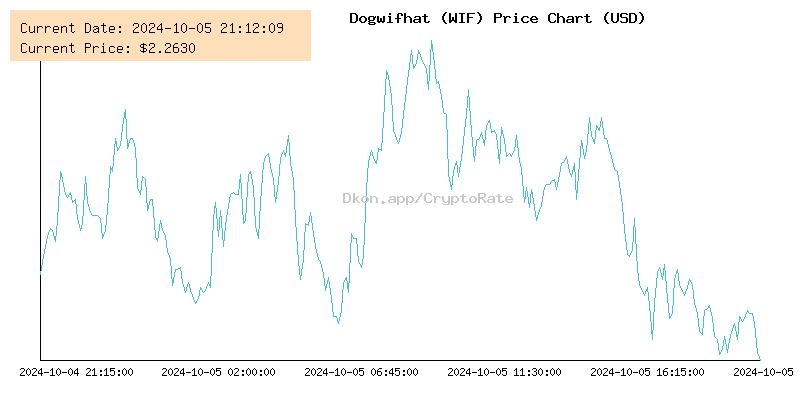 Dogwifhat (WIF) Price Chart (USD)
Current Date: 2024-10-05 21:12:09
Current Price: $2.2630
Dkon.app/CryptoRate
2024-10-04 21:15:00 2024-10-05 02:00:00 2024-10-05 06:45:00 2024-10-05 11:30:00 2024-10-05 16:15:00 2024-10-05